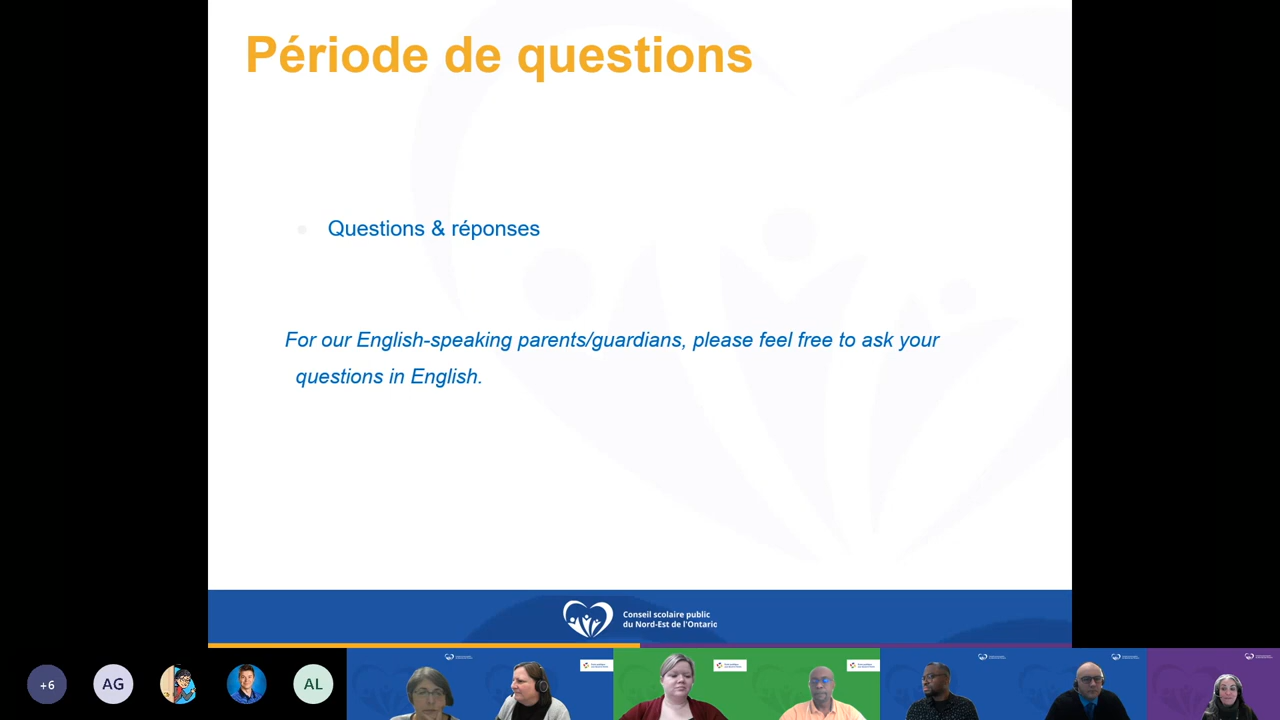 Période de questions
Questions & réponses
For our English-speaking parents/guardians, please feel free to ask your
questions in English.
Conseil scolaire public
du Nord-Est de l'Ontario
+6
AG
AL